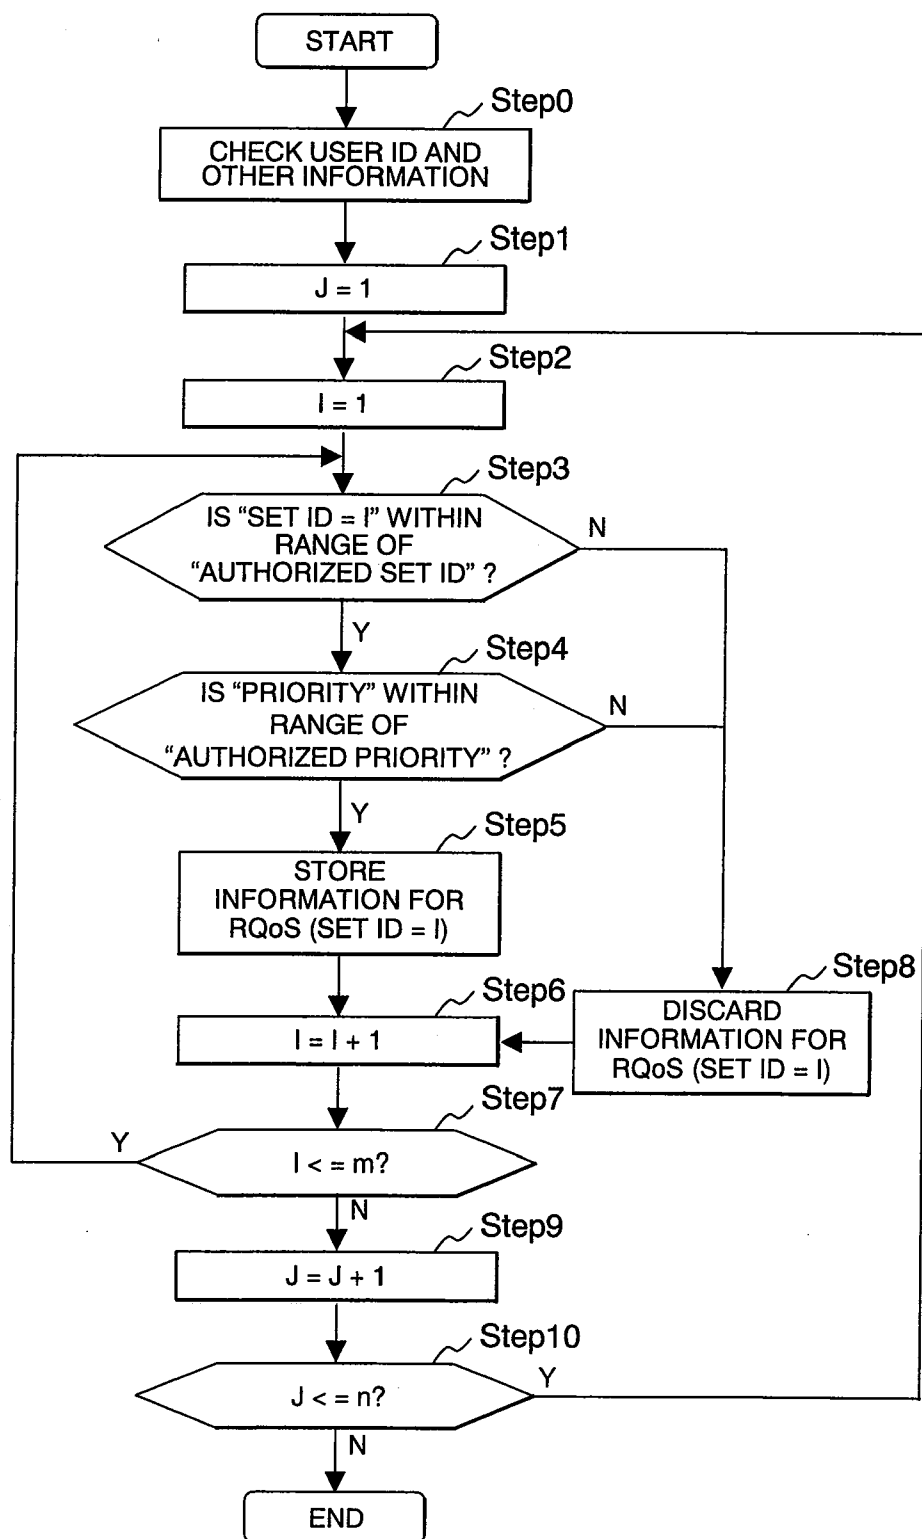 START
Step0
CHECK USER ID AND
OTHER INFORMATION
Step1
J = 1
Step2
I = 1
Step3
IS “SET ID = I” WITHIN
RANGE OF
“AUTHORIZED SET ID” ?
N
Y
Step4
IS “PRIORITY” WITHIN
RANGE OF
“AUTHORIZED PRIORITY” ?
N
Y
Step5
STORE
INFORMATION FOR
RQoS (SET ID = I)
Step6
I = I + 1
Step8
DISCARD
INFORMATION FOR
RQoS (SET ID = I)
Step7
I < = m?
Y
N
Step9
J = J + 1
Step10
J < = n?
Y
N
END